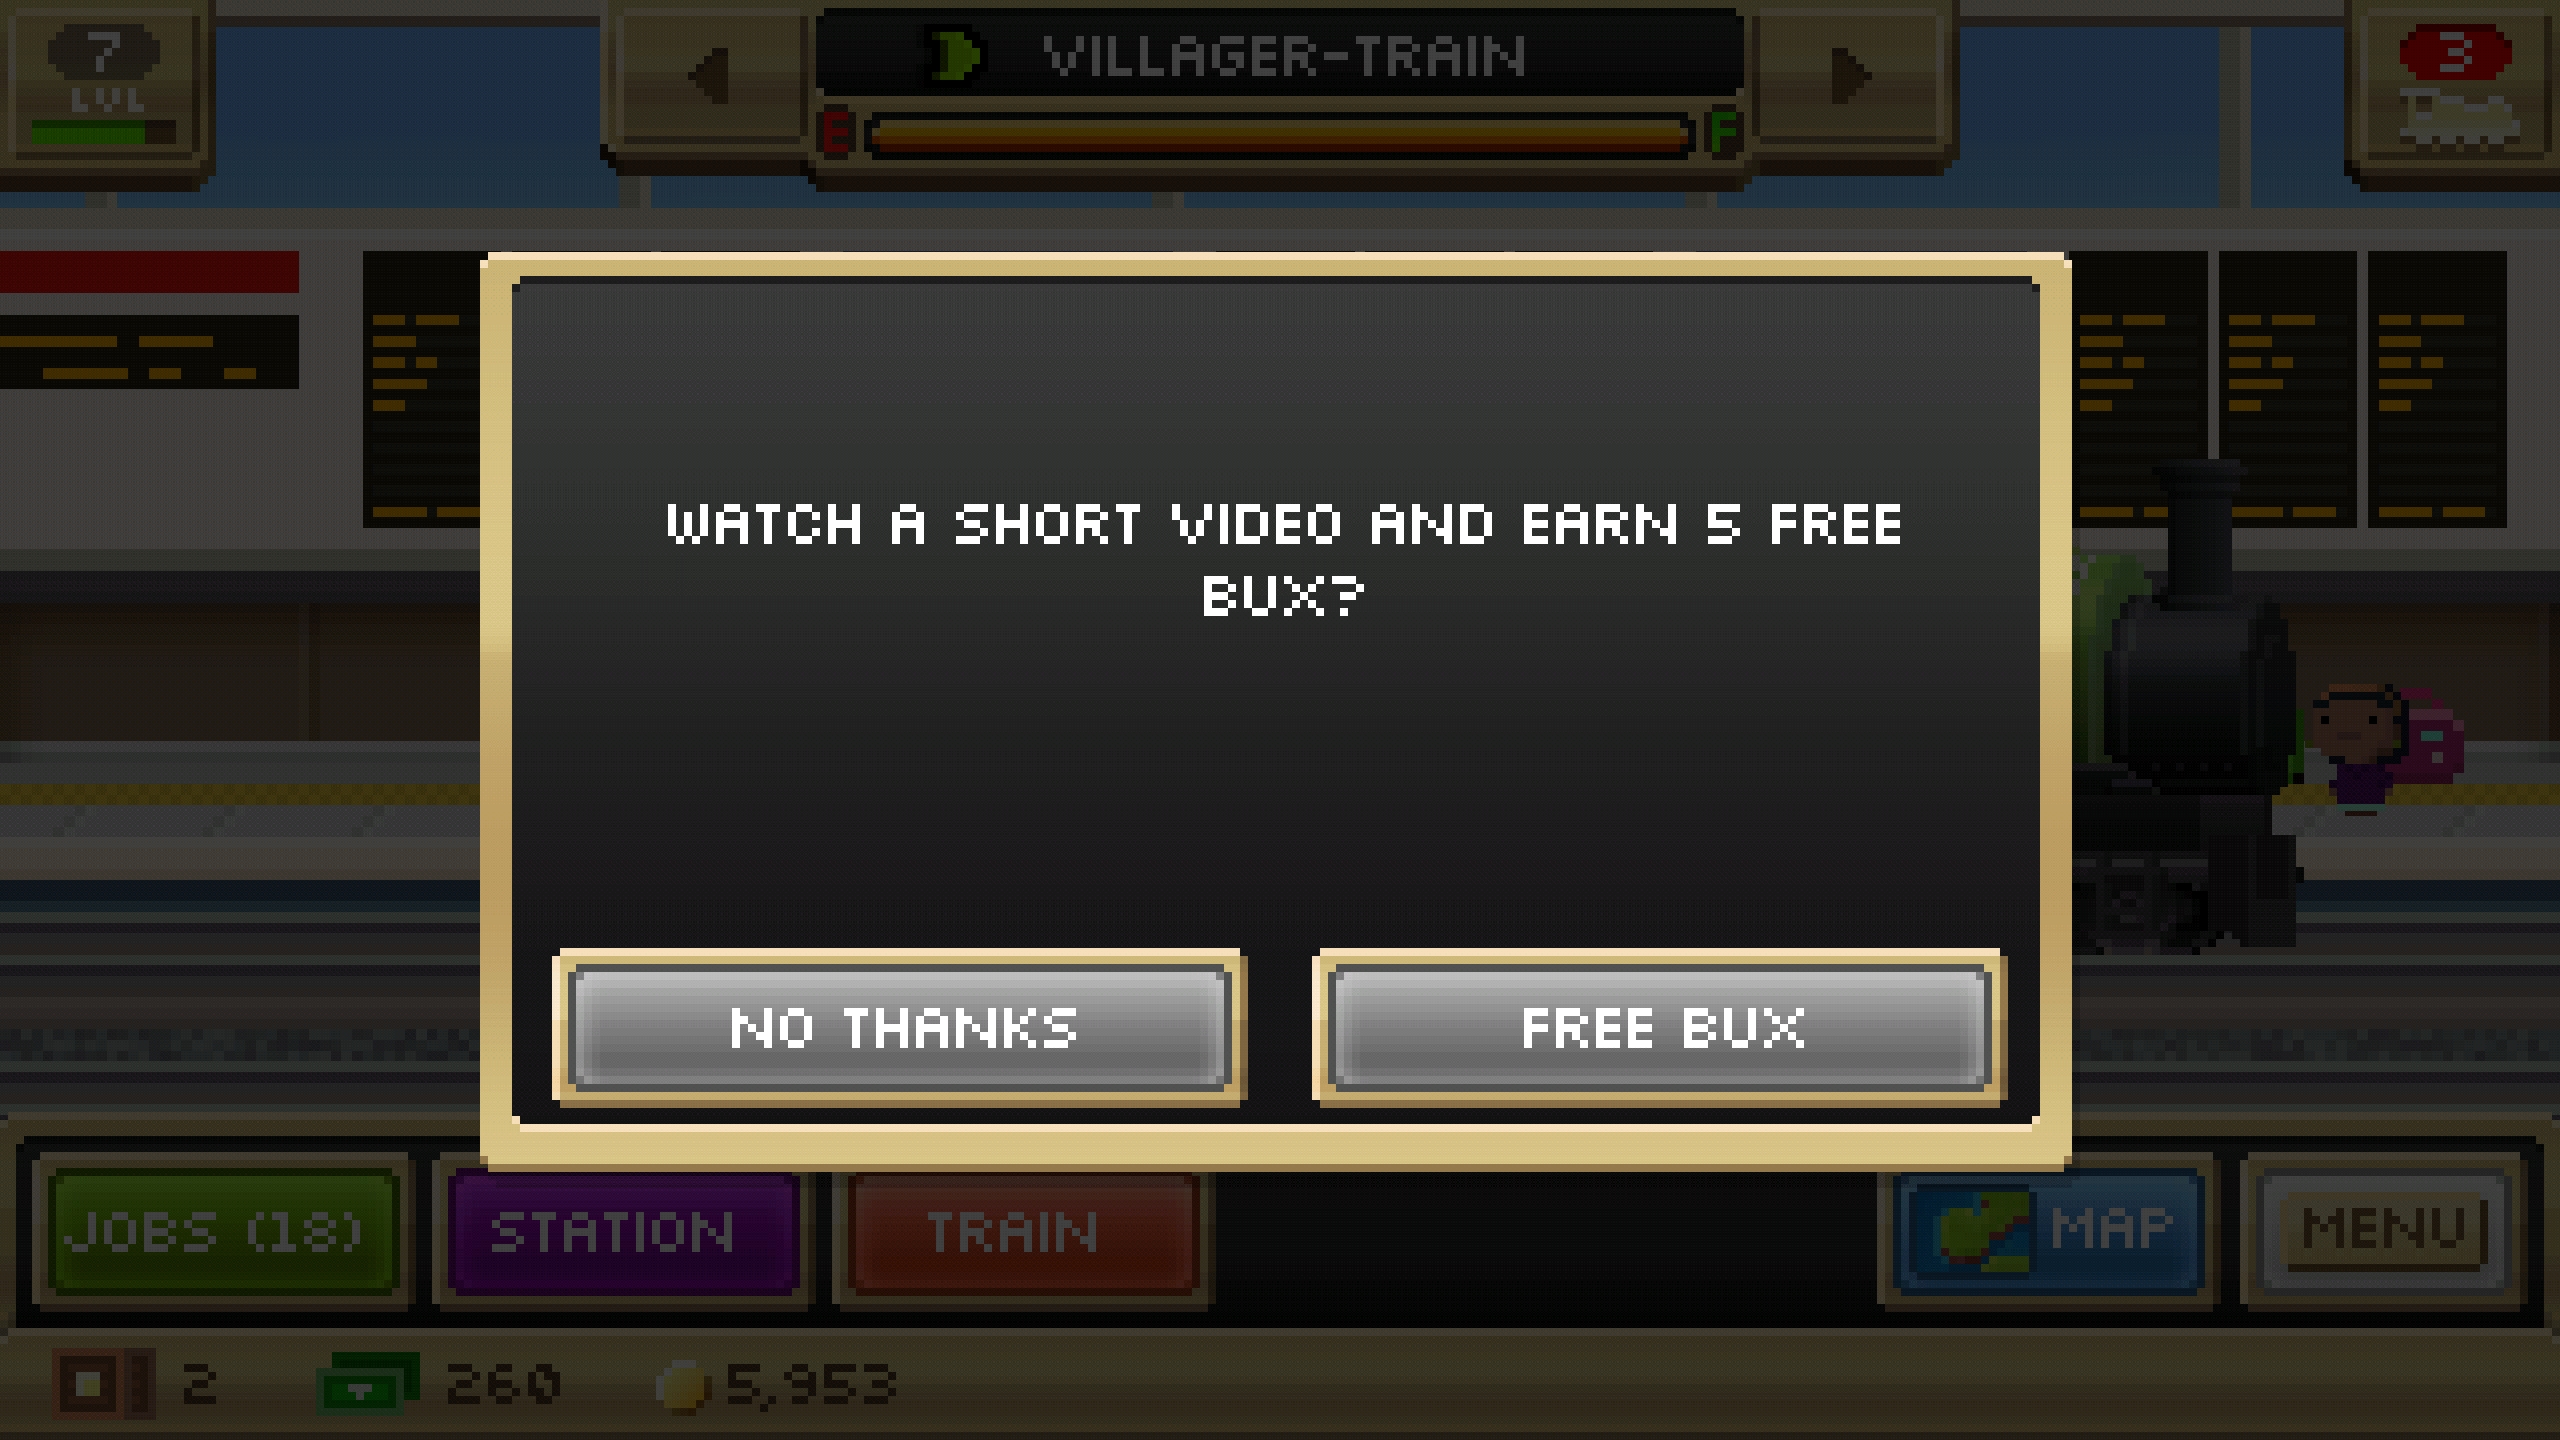 7
LVL
VILLAGER-TRAIN
E
F
3
WATCH A SHORT VIDEO AND EARN 5 FREE
BUX?
NO THANKS
FREE BUX
JOBS (18)
STATION
TRAIN
MAP
MENU
2
260
5,953